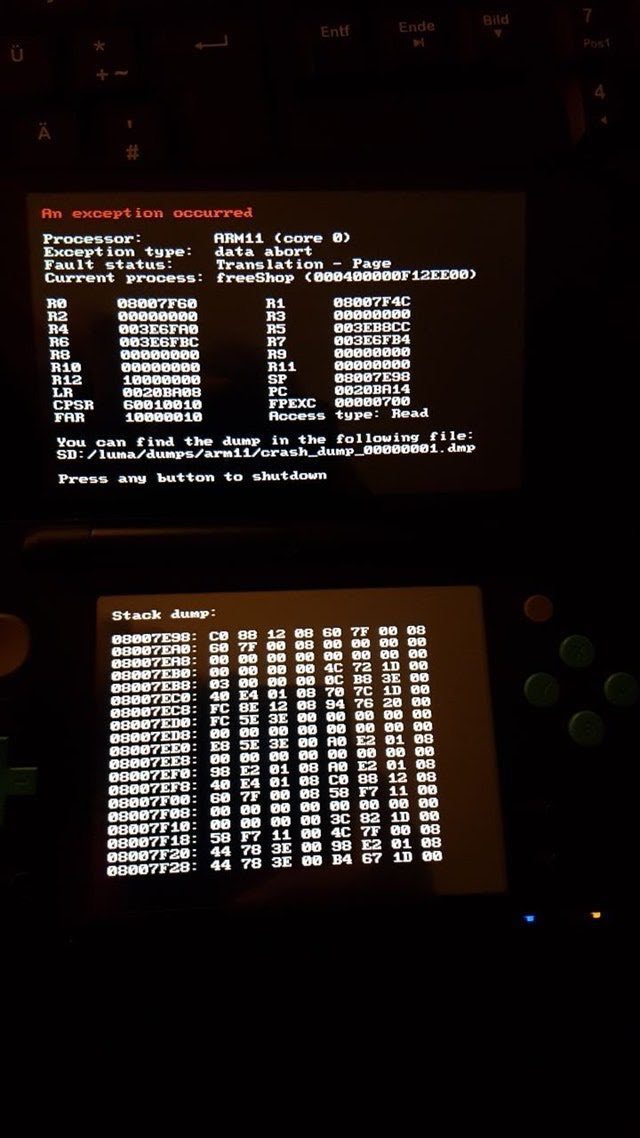 Ü
*
+ ~
Entf
Ende
Bild
7
Pos1
4
Ä
'
#
An exception occurred
Processor: ARM11 (core 0)
Exception type: data abort
Fault status: Translation - Page
Current process: freeShop (000400000F12EE00)
R0 08007F60 R1 08007F4C
R2 00000000 R3 00000000
R4 003E6FA0 R5 003EB8CC
R6 003E6FBC R7 003E6FB4
R8 00000000 R9 00000000
R10 00000000 R11 00000000
R12 10000000 SP 08007E98
LR 0020BA08 PC 0020BA14
CPSR 60010010 FPEXC 00000700
FAR 10000010 Access type: Read
You can find the dump in the following file:
SD:/luma/dumps/arm11/crash_dump_00000001.dmp
Press any button to shutdown
Stack dump:
08007E98: C0 88 12 08 60 7F 00 08
08007EA0: 60 7F 00 08 00 00 00 00
08007EA8: 00 00 00 00 00 00 00 00
08007EB0: 00 00 00 00 4C 72 1D 00
08007EB8: 03 00 00 00 0C B8 3E 00
08007EC0: 40 E4 01 08 70 7C 1D 00
08007EC8: FC 8E 12 08 94 76 20 00
08007ED0: FC 5E 3E 00 00 00 00 00
08007ED8: 00 00 00 00 00 00 00 00
08007EE0: E8 5E 3E 00 A0 E2 01 08
08007EE8: 00 00 00 00 00 00 00 00
08007EF0: 98 E2 01 08 A0 E2 01 08
08007EF8: 40 E4 01 08 C0 88 12 08
08007F00: 60 7F 00 08 58 F7 11 00
08007F08: 00 00 00 00 00 00 00 00
08007F10: 00 00 00 00 3C 82 1D 00
08007F18: 58 F7 11 00 4C 7F 00 08
08007F20: 44 78 3E 00 98 E2 01 08
08007F28: 44 78 3E 00 B4 67 1D 00